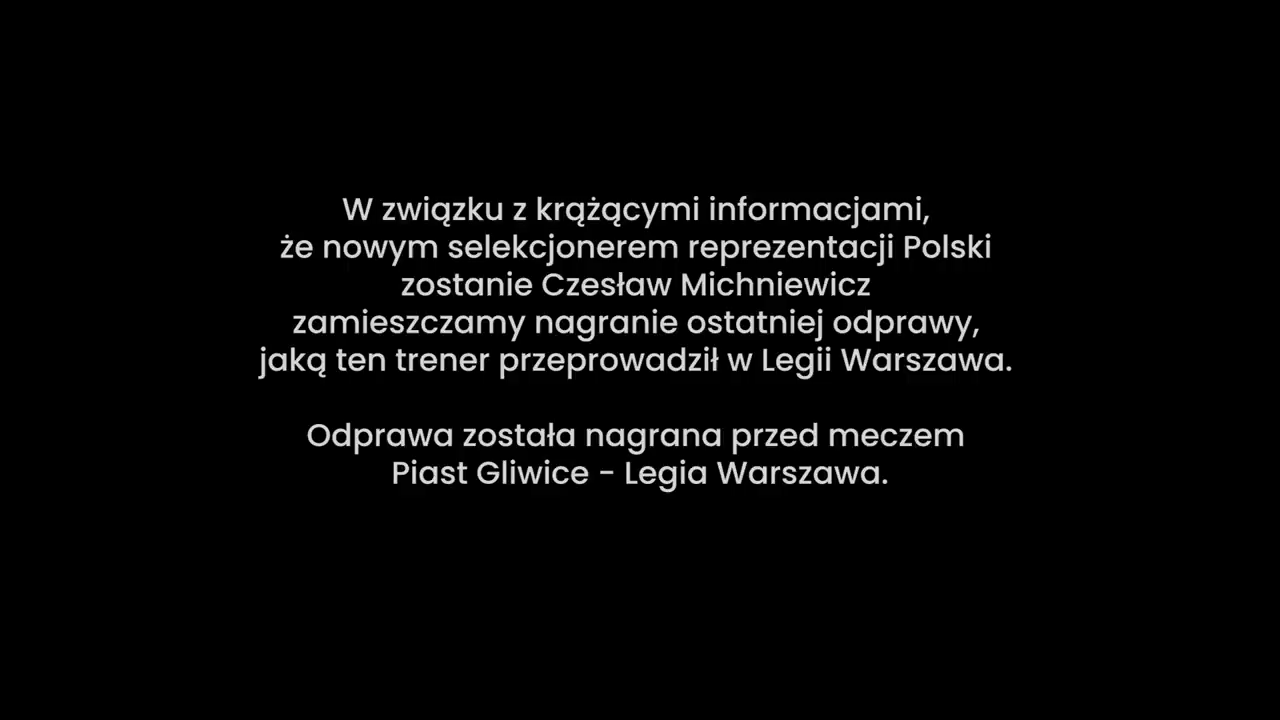 W związku z krążącymi informacjami,
że nowym selekcjonerem reprezentacji Polski
zostanie Czesław Michniewicz
zamieszczamy nagranie ostatniej odprawy,
jaką ten trener przeprowadził w Legii Warszawa.
Odprawa została nagrana przed meczem
Piast Gliwice - Legia Warszawa.